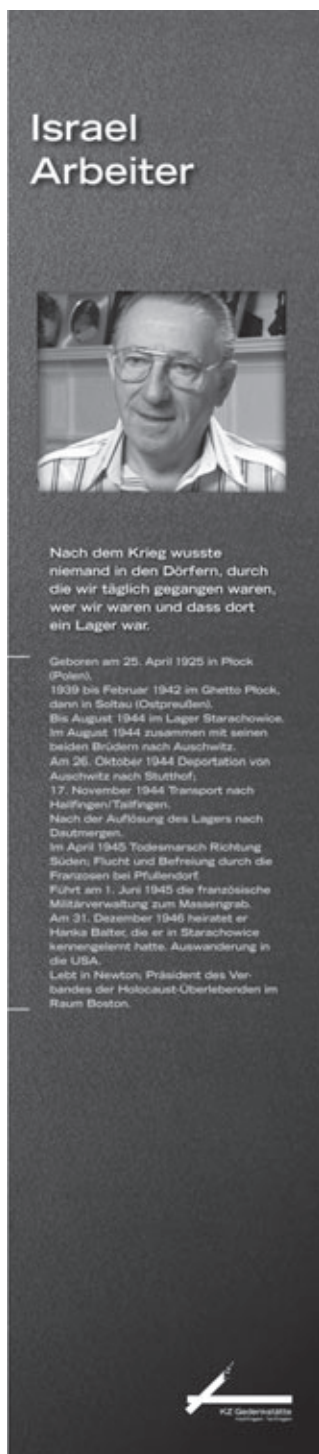 Israel
Arbeiter
Nach dem Krieg wusste
niemand in den Dörfern, durch
die wir täglich gegangen waren,
wer wir waren und dass dort
ein Lager war.
Geboren am 25. April 1925 in Płock
(Polen).
1939 bis Februar 1942 im Ghetto Płock,
dann in Soltau (Ostpreußen).
Bis August 1944 im Lager Starachowice.
Im August 1944 zusammen mit seinen
beiden Brüdern nach Auschwitz.
Am 26. Oktober 1944 Deportation von
Auschwitz nach Stutthof;
17. November 1944 Transport nach
Hailfingen/Tailfingen.
Nach der Auflösung des Lagers nach
Dautmergen.
Im April 1945 Todesmarsch Richtung
Süden; Flucht und Befreiung durch die
Franzosen bei Pfullendorf.
Führt am 1. Juni 1945 die französische
Militärverwaltung zum Massengrab.
Am 31. Dezember 1946 heiratet er
Hanka Balter, die er in Starachowice
kennengelernt hatte. Auswanderung in
die USA.
Lebt in Newton; Präsident des Ver-
bandes der Holocaust-Überlebenden im
Raum Boston.
KZ Gedenkstätte
Hailfingen · Tailfingen